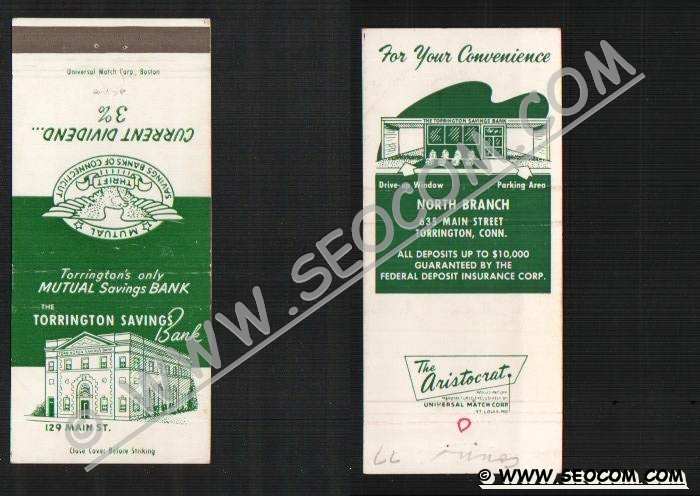 Universal Match Corp., Boston
CURRENT DIVIDEND...
3%
SAVINGS BANKS OF CONNECTICUT
THRIFT
MUTUAL
Torrington's only
MUTUAL Savings BANK
THE
TORRINGTON SAVINGS
Bank
129 MAIN ST.
Close Cover Before Striking
For Your Convenience
THE TORRINGTON SAVINGS BANK
Drive-In Window Parking Area
NORTH BRANCH
635 MAIN STREET
TORRINGTON, CONN.
ALL DEPOSITS UP TO $10,000
GUARANTEED BY THE
FEDERAL DEPOSIT INSURANCE CORP.
The
Aristocrat
UNIVERSAL MATCH CORP.
ST. LOUIS, MO.
D
© WWW.SEOCOM.COM
© WWW.SEOCOM.COM